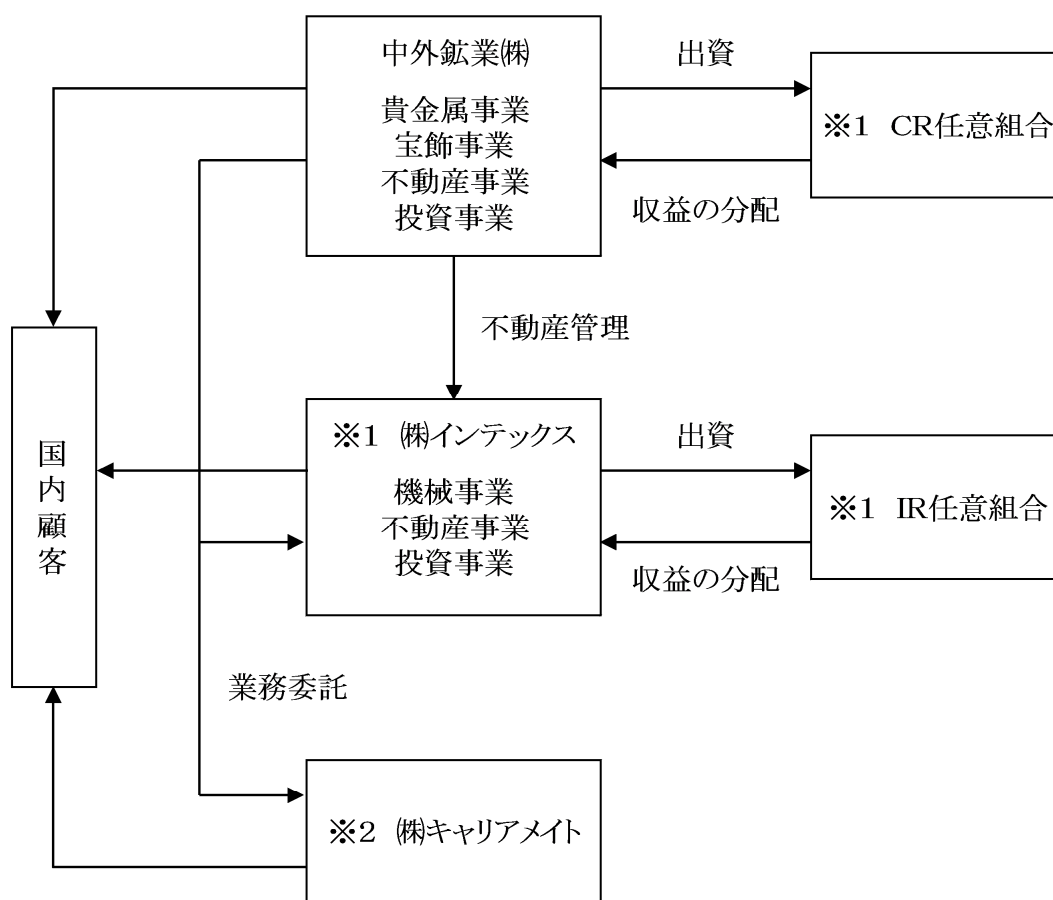 中外鉱業㈱
貴金属事業
宝飾事業
不動産事業
投資事業
出資
※1 CR任意組合
収益の分配
不動産管理
国内顧客
※1 ㈱インテックス
機械事業
不動産事業
投資事業
出資
※1 IR任意組合
収益の分配
業務委託
※2 ㈱キャリアメイト